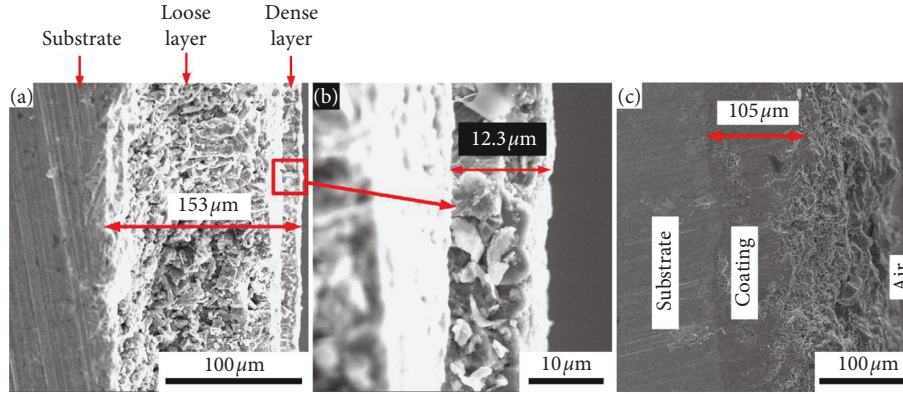 Substrate
Loose
layer
Dense
layer
(a)
153 μm
100 μm
(b)
12.3 μm
10 μm
(c)
105 μm
Substrate
Coating
Air
100 μm